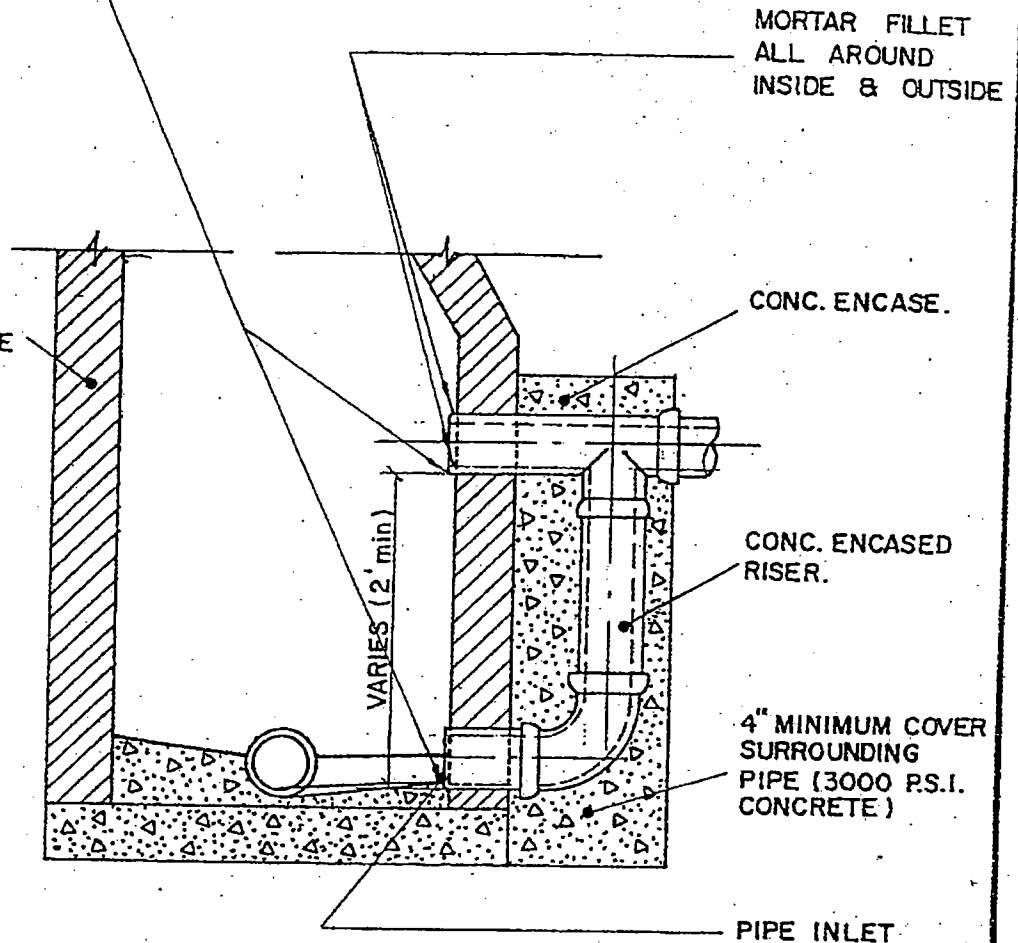 MORTAR FILLET
ALL AROUND
INSIDE & OUTSIDE
CONC. ENCASE.
E
VARIES (2' min)
CONC. ENCASED
RISER.
4" MINIMUM COVER
SURROUNDING
PIPE (3000 P.S.I.
CONCRETE)
PIPE INLET